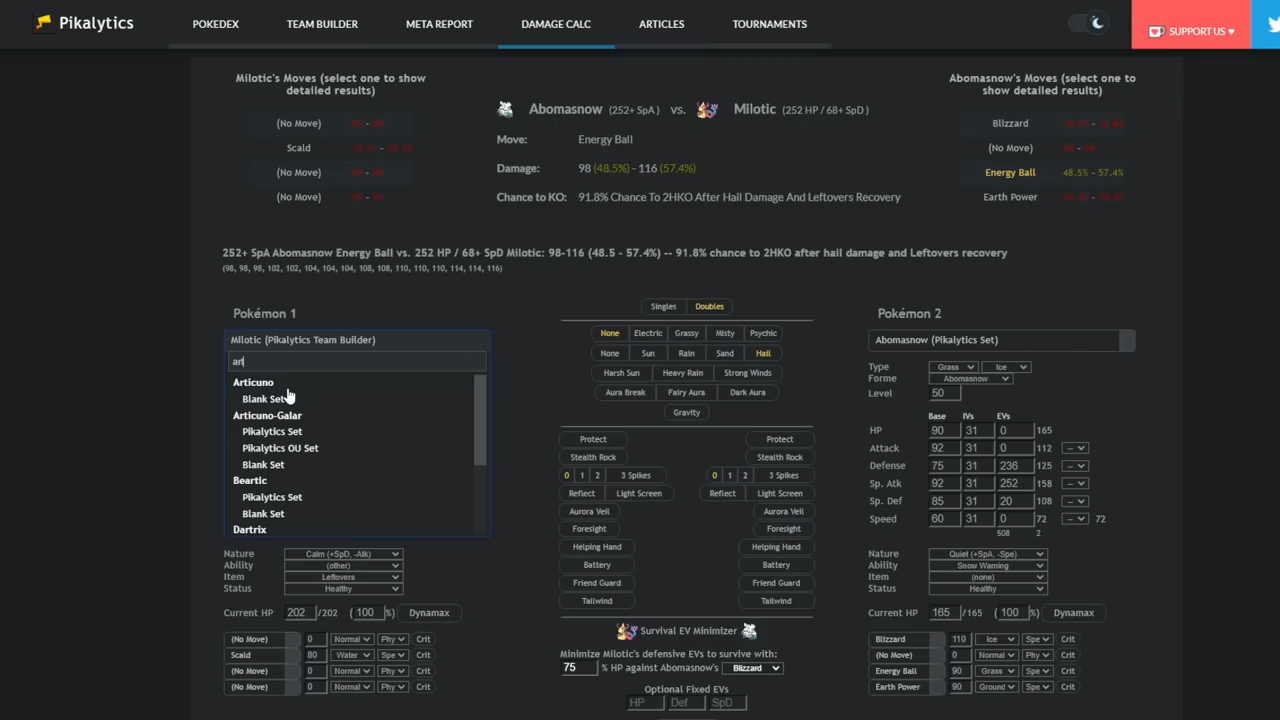 Pikalytics
POKEDEX
TEAM BUILDER
META REPORT
DAMAGE CALC
ARTICLES
TOURNAMENTS
SUPPORT US ♥
Milotic's Moves (select one to show
detailed results)
(No Move)
Scald
(No Move)
(No Move)
Abomasnow (252+ SpA) vs. Milotic (252 HP / 68+ SpD )
Move: Energy Ball
Damage: 98 (48.5%) - 116 (57.4%)
Chance to KO: 91.8% Chance To 2HKO After Hail Damage And Leftovers Recovery
Abomasnow's Moves (select one to
show detailed results)
Blizzard
(No Move)
Energy Ball 48.5% - 57.4%
Earth Power
252+ SpA Abomasnow Energy Ball vs. 252 HP / 68+ SpD Milotic: 98-116 (48.5 - 57.4%) -- 91.8% chance to 2HKO after hail damage and Leftovers recovery
(98, 98, 98, 102, 102, 104, 104, 104, 108, 108, 110, 110, 110, 114, 114, 116)
Pokémon 1
Milotic (Pikalytics Team Builder)
art
Articuno
Blank Set
Articuno-Galar
Pikalytics Set
Pikalytics OU Set
Blank Set
Beartic
Pikalytics Set
Blank Set
Dartrix
Nature Calm (+SpD, -Atk)
Ability (other)
Item Leftovers
Status Healthy
Current HP 202 /202 ( 100 %) Dynamax
(No Move) 0 Normal Phy Crit
Scald 80 Water Spe Crit
(No Move) 0 Normal Phy Crit
(No Move) 0 Normal Phy Crit
Singles Doubles
None Electric Grassy Misty Psychic
None Sun Rain Sand Hail
Harsh Sun Heavy Rain Strong Winds
Aura Break Fairy Aura Dark Aura
Gravity
Protect Protect
Stealth Rock Stealth Rock
0 1 2 3 Spikes 0 1 2 3 Spikes
Reflect Light Screen Reflect Light Screen
Aurora Veil Aurora Veil
Foresight Foresight
Helping Hand Helping Hand
Battery Battery
Friend Guard Friend Guard
Tailwind Tailwind
Survival EV Minimizer
Minimize Milotic's defensive EVs to survive with:
75 % HP against Abomasnow's Blizzard
Optional Fixed EVs
HP Def SpD
Pokémon 2
Abomasnow (Pikalytics Set)
Type Grass Ice
Forme Abomasnow
Level 50
Base IVs EVs
HP 90 31 0 165
Attack 92 31 0 112 --
Defense 75 31 236 125 --
Sp. Atk 92 31 252 158 --
Sp. Def 85 31 20 108 --
Speed 60 31 0 72 -- 72
508 2
Nature Quiet (+SpA, -Spe)
Ability Snow Warning
Item (none)
Status Healthy
Current HP 165 /165 ( 100 %) Dynamax
Blizzard 110 Ice Spe Crit
(No Move) 0 Normal Phy Crit
Energy Ball 90 Grass Spe Crit
Earth Power 90 Ground Spe Crit